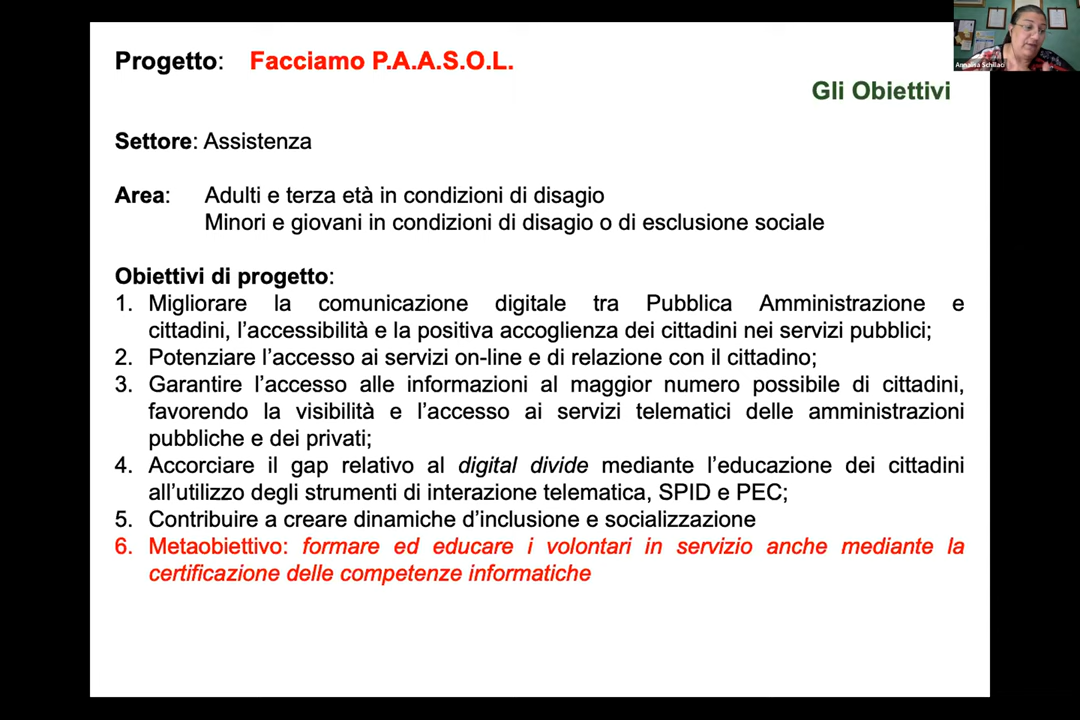 Progetto: Facciamo P.A.A.S.O.L.
Annalisa Schillaci
Gli Obiettivi
Settore: Assistenza
Area: Adulti e terza età in condizioni di disagio
Minori e giovani in condizioni di disagio o di esclusione sociale
Obiettivi di progetto:
1. Migliorare la comunicazione digitale tra Pubblica Amministrazione e
cittadini, l'accessibilità e la positiva accoglienza dei cittadini nei servizi pubblici;
2. Potenziare l'accesso ai servizi on-line e di relazione con il cittadino;
3. Garantire l'accesso alle informazioni al maggior numero possibile di cittadini,
favorendo la visibilità e l'accesso ai servizi telematici delle amministrazioni
pubbliche e dei privati;
4. Accorciare il gap relativo al digital divide mediante l'educazione dei cittadini
all'utilizzo degli strumenti di interazione telematica, SPID e PEC;
5. Contribuire a creare dinamiche d'inclusione e socializzazione
6. Metaobiettivo: formare ed educare i volontari in servizio anche mediante la
certificazione delle competenze informatiche